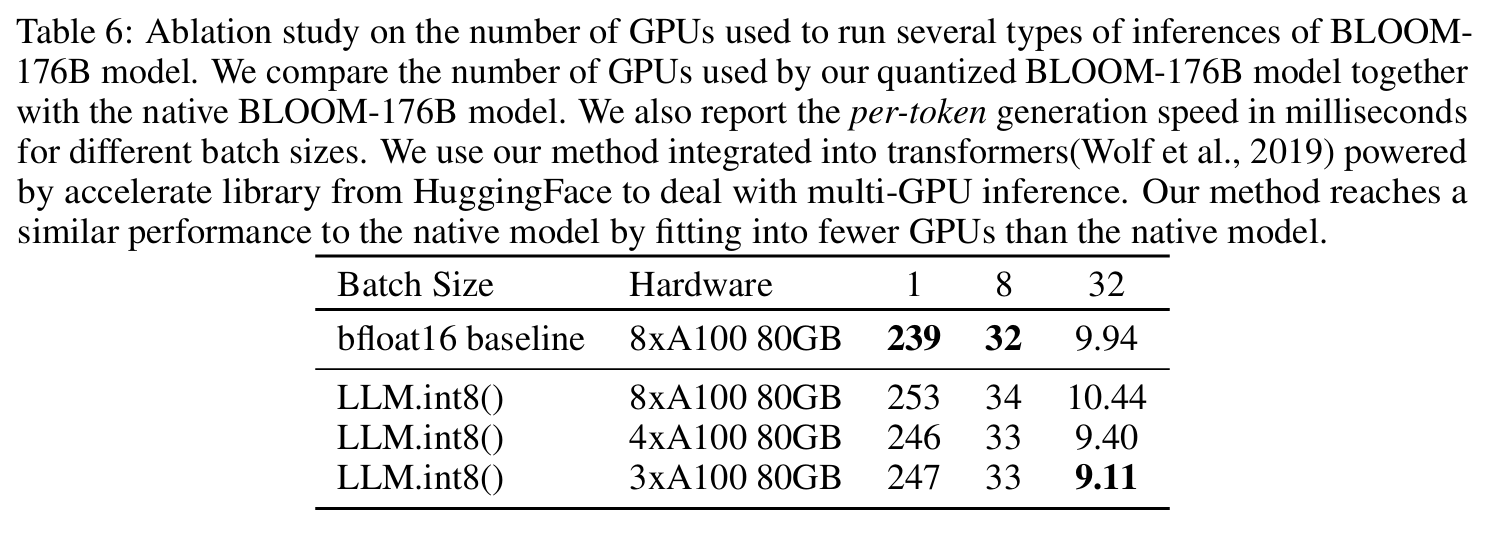 Table 6: Ablation study on the number of GPUs used to run several types of inferences of BLOOM-
176B model. We compare the number of GPUs used by our quantized BLOOM-176B model together
with the native BLOOM-176B model. We also report the per-token generation speed in milliseconds
for different batch sizes. We use our method integrated into transformers(Wolf et al., 2019) powered
by accelerate library from HuggingFace to deal with multi-GPU inference. Our method reaches a
similar performance to the native model by fitting into fewer GPUs than the native model.
Batch Size Hardware 1 8 32
bfloat16 baseline 8xA100 80GB 239 32 9.94
LLM.int8() 8xA100 80GB 253 34 10.44
LLM.int8() 4xA100 80GB 246 33 9.40
LLM.int8() 3xA100 80GB 247 33 9.11